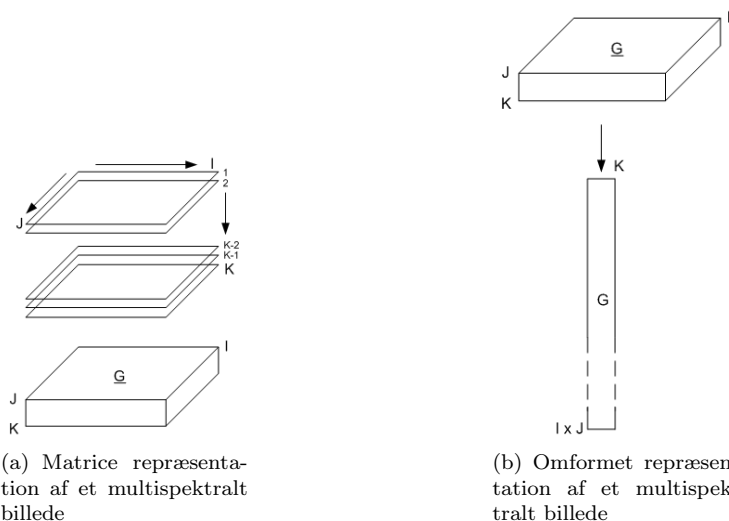 I
1
2
J
K-2
K-1
K
I
G
J
K
(a) Matrice repræsenta-
tion af et multispektralt
billede
G
J
K
K
G
I x J
(b) Omformet repræsen
tation af et multispek
tralt billede